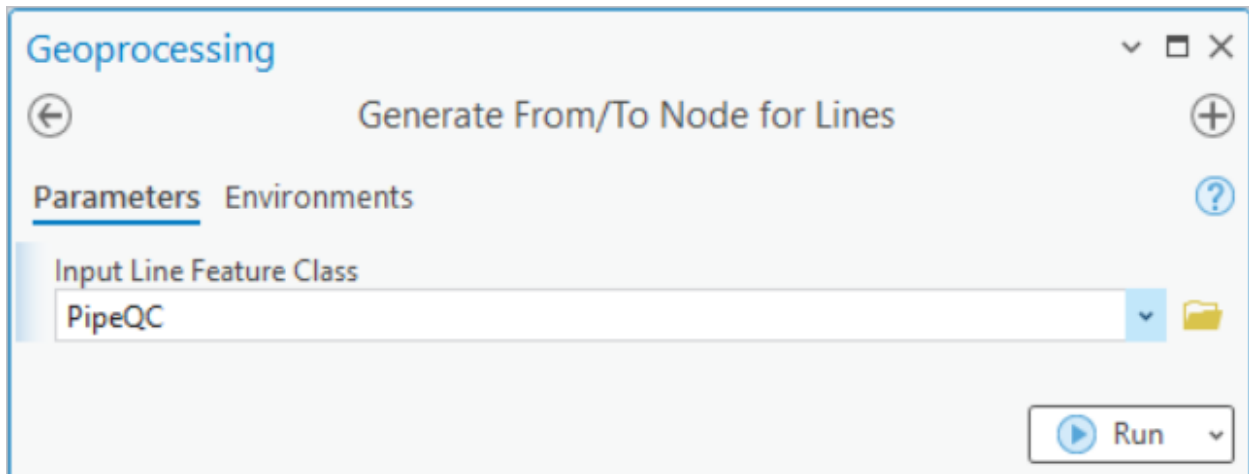 Geoprocessing
Generate From/To Node for Lines
Parameters Environments
Input Line Feature Class
PipeQC
Run